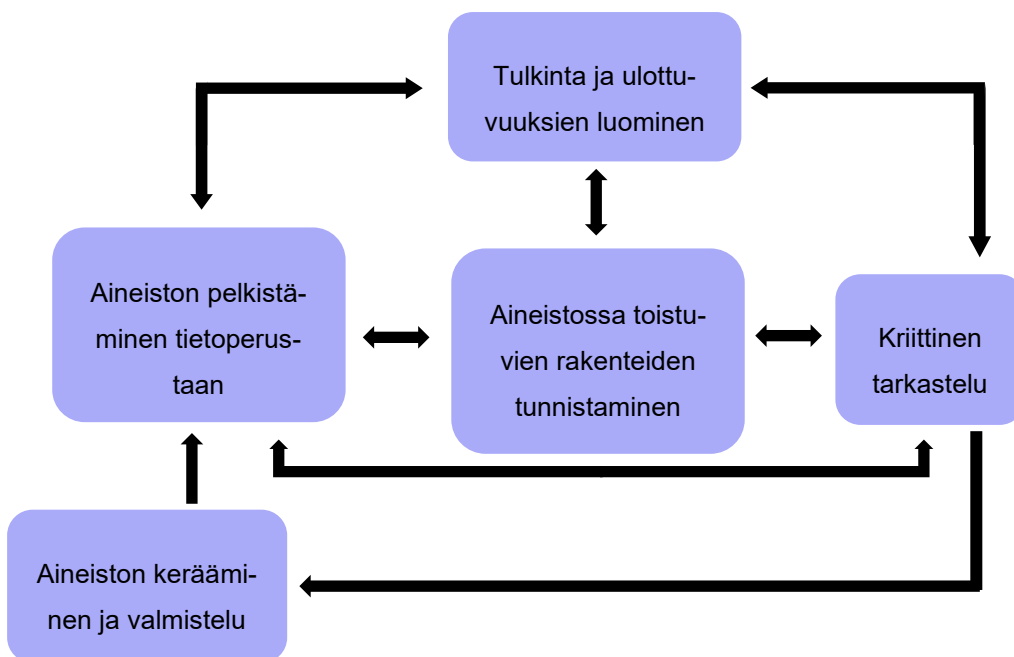 Tulkinta ja ulottu-
vuuksien luominen
Aineiston pelkistä-
minen tietoperus-
taan
Aineistossa toistu-
vien rakenteiden
tunnistaminen
Kriittinen
tarkastelu
Aineiston keräämi-
nen ja valmistelu